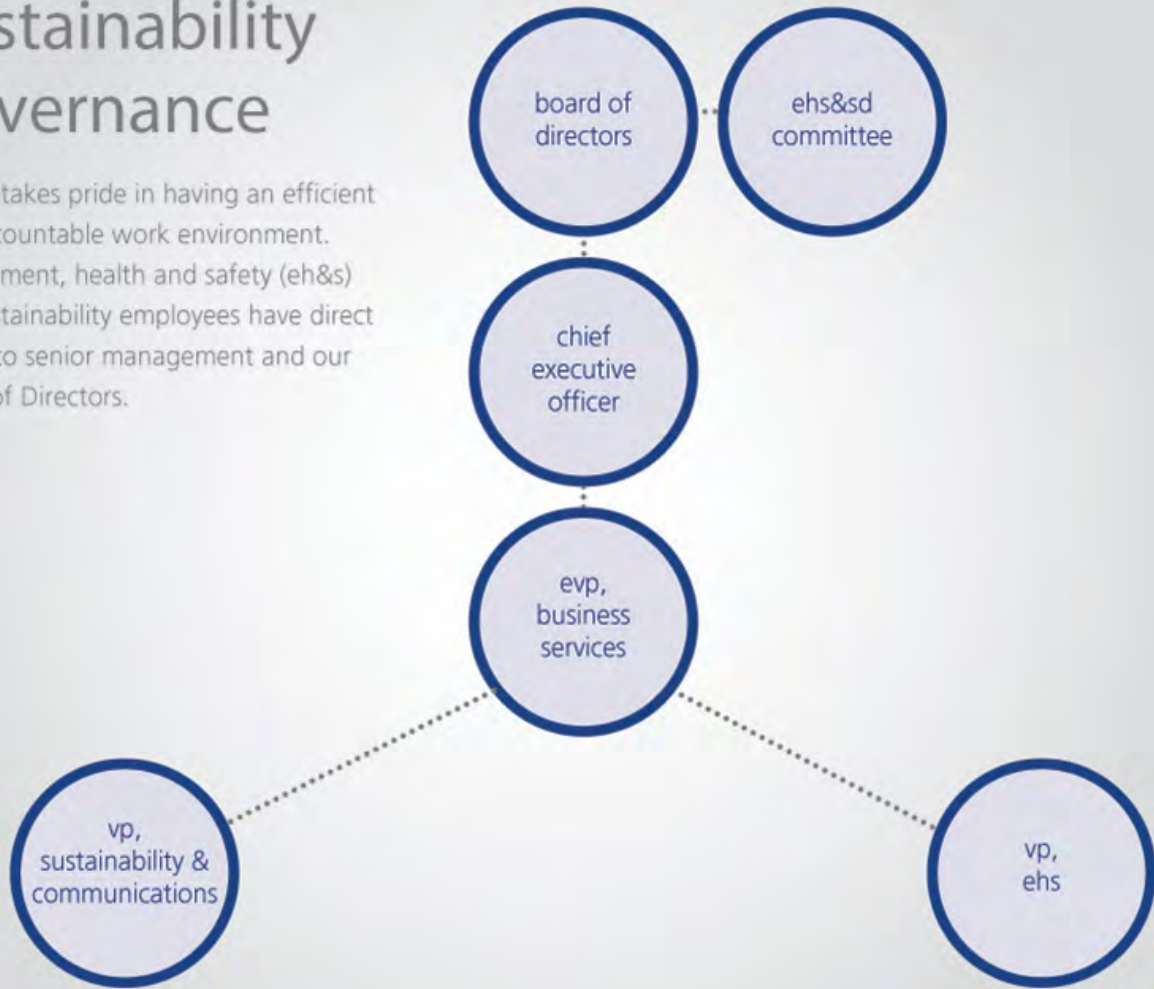 stainability
vernance
takes pride in having an efficient
countable work environment.
ment, health and safety (eh&s)
stainability employees have direct
to senior management and our
of Directors.
board of
directors
ehs&sd
committee
chief
executive
officer
evp,
business
services
vp,
sustainability &
communications
vp,
ehs